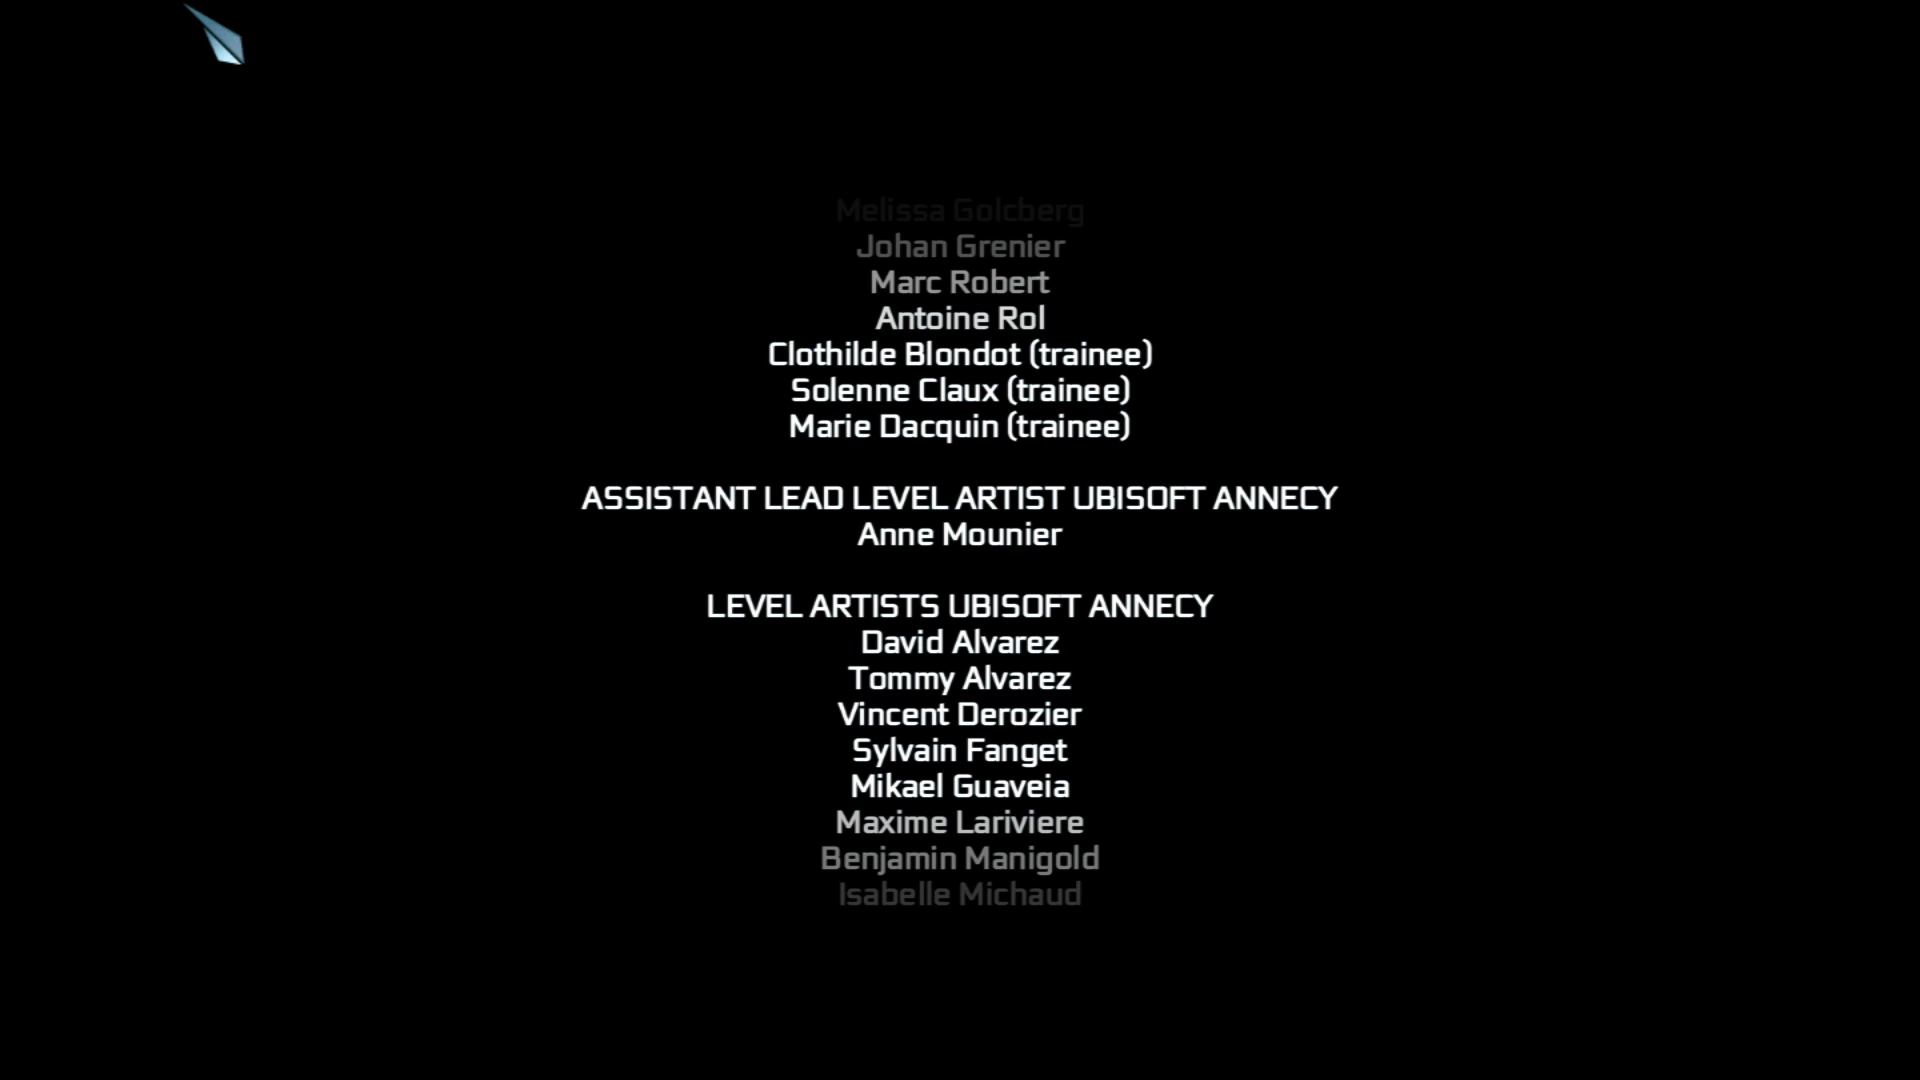 Melissa Golcberg
Johan Grenier
Marc Robert
Antoine Rol
Clothilde Blondot (trainee)
Solenne Claux (trainee)
Marie Dacquin (trainee)
ASSISTANT LEAD LEVEL ARTIST UBISOFT ANNECY
Anne Mounier
LEVEL ARTISTS UBISOFT ANNECY
David Alvarez
Tommy Alvarez
Vincent Derozier
Sylvain Fanget
Mikael Guaveia
Maxime Lariviere
Benjamin Manigold
Isabelle Michaud